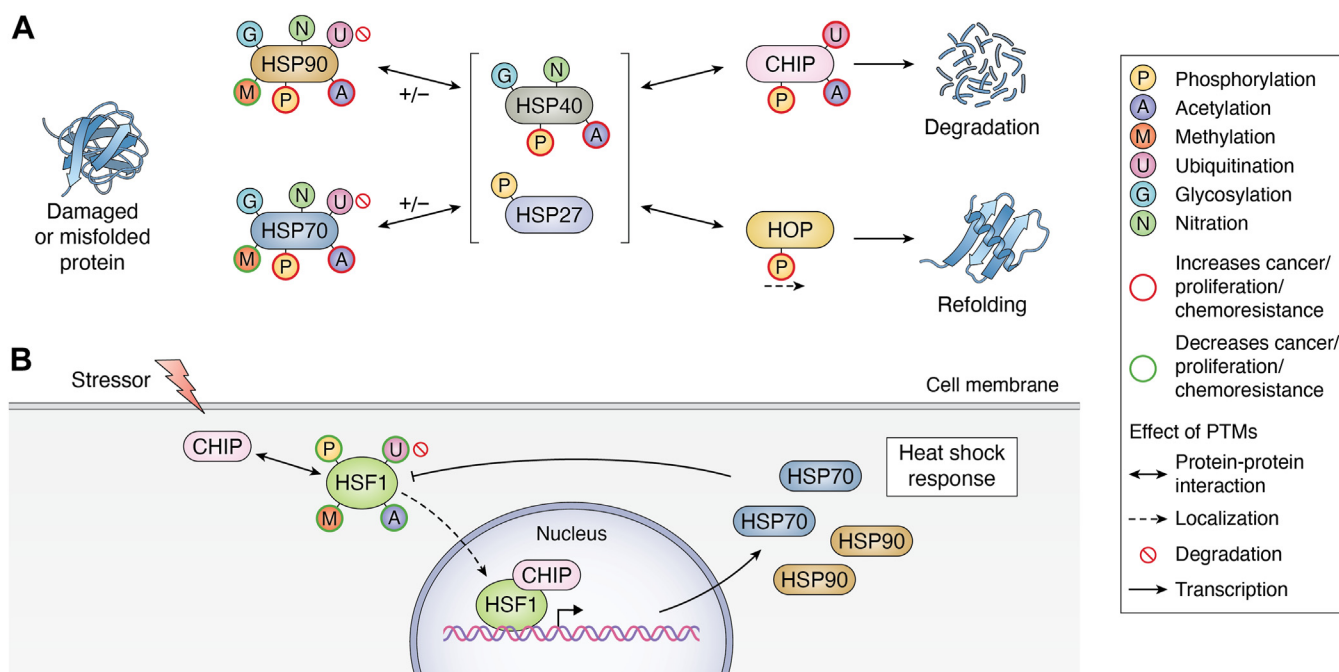 A
G
N
U
HSP90
M
P
A
+/–
G
N
HSP40
P
A
P
HSP27
U
CHIP
P
A
Degradation
Damaged
or misfolded
protein
G
N
U
HSP70
M
P
A
+/–
HOP
P
Refolding
B
Stressor
Cell membrane
CHIP
P
U
HSF1
M
A
Nucleus
CHIP
HSF1
HSP70
HSP70
HSP90
HSP90
Heat shock
response
P Phosphorylation
A Acetylation
M Methylation
U Ubiquitination
G Glycosylation
N Nitration
Increases cancer/
proliferation/
chemoresistance
Decreases cancer/
proliferation/
chemoresistance
Effect of PTMs
Protein-protein
interaction
Localization
Degradation
Transcription